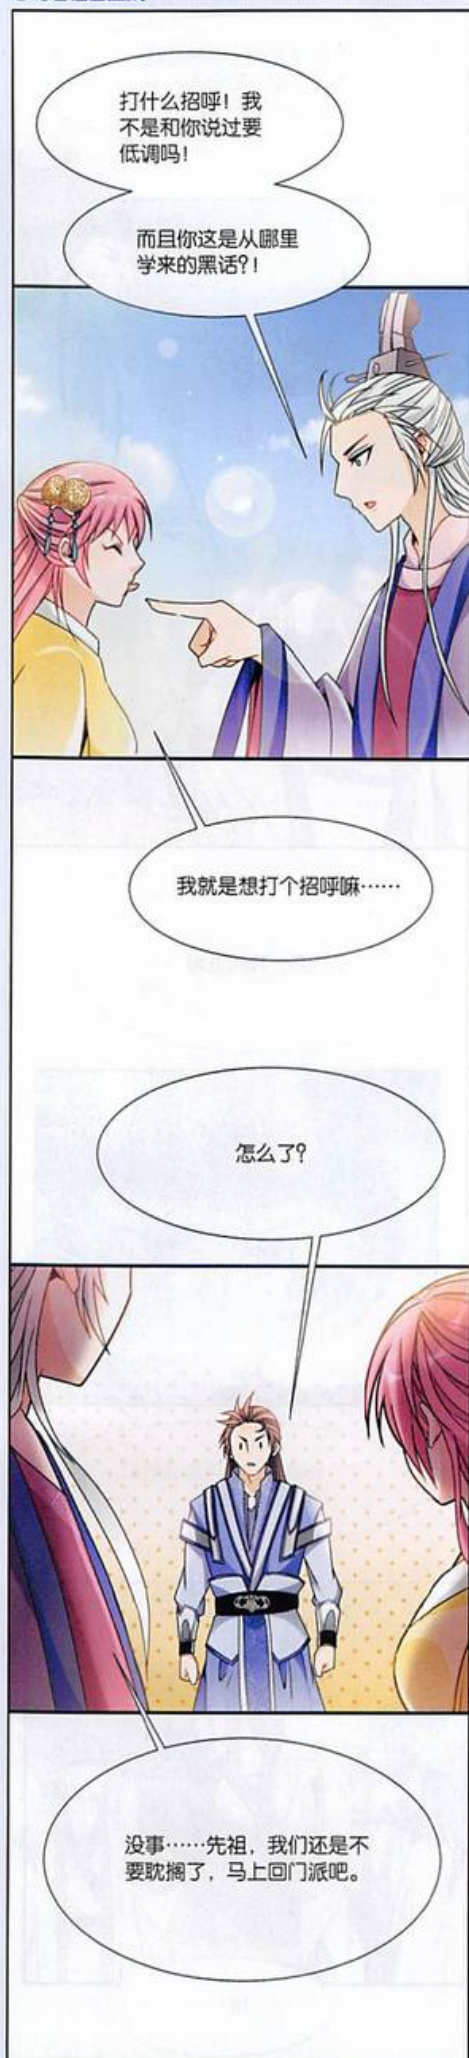 打什么招呼！我
不是和你说过要
低调吗！
而且你这是从哪里
学来的黑话？！
我就是想打个招呼嘛……
怎么了？
没事……先祖，我们还是不
要耽搁了，马上回门派吧。